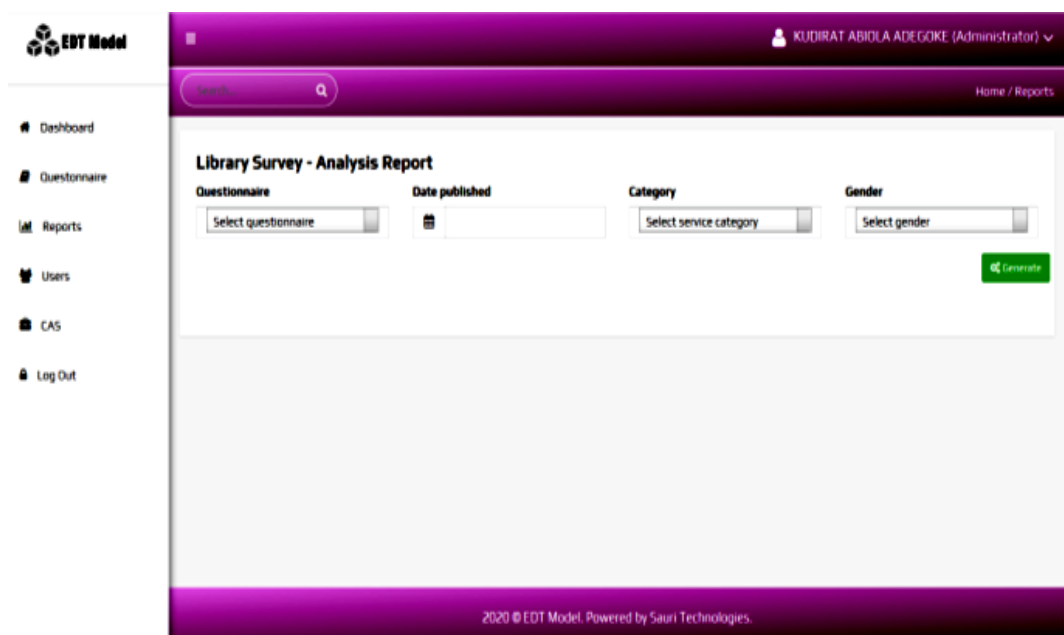 EDT Model
KUDIRAT ABIOLA ADEGOKE (Administrator)
Search...
Home / Reports
Dashboard
Questonnaire
Reports
Users
CAS
Log Out
Library Survey - Analysis Report
Questionnaire
Date published
Category
Gender
Select questionnaire
Select service category
Select gender
Generate
2020 © EDT Model. Powered by Sauri Technologies.